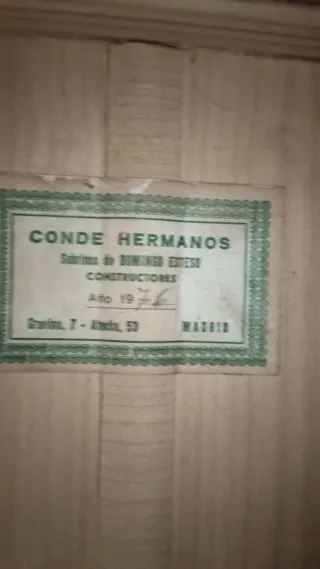 CONDE HERMANOS
Sobrinos de DOMINGO ESTESO
CONSTRUCTORES
Año 1976
Gravina, 7 - Atocha, 53 MADRID